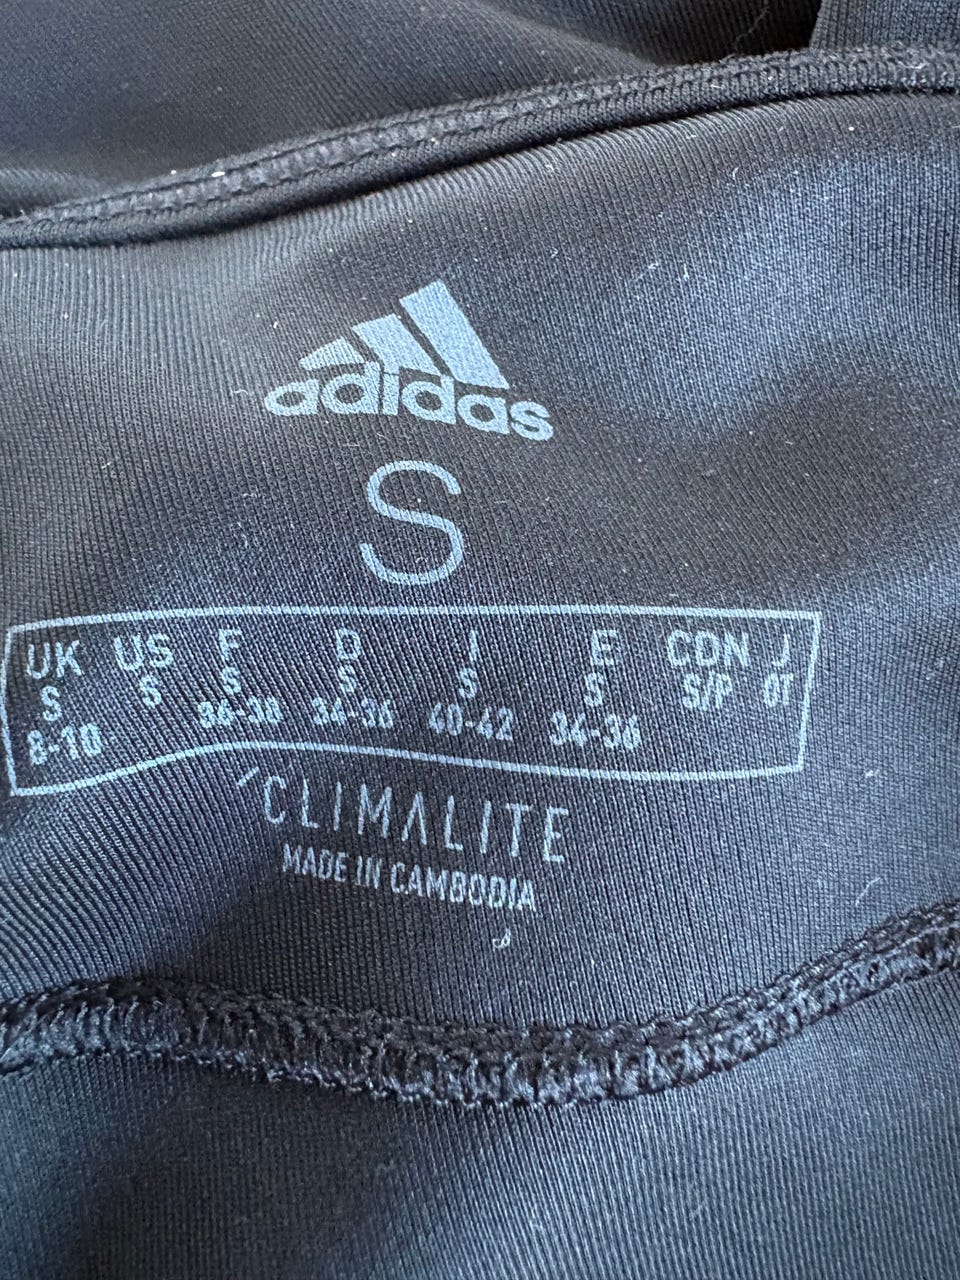 adidas
S
UK US F D I E CDN J
S S S S S S S/P OT
8-10 36-38 34-36 40-42 34-36
CLIMALITE
MADE IN CAMBODIA